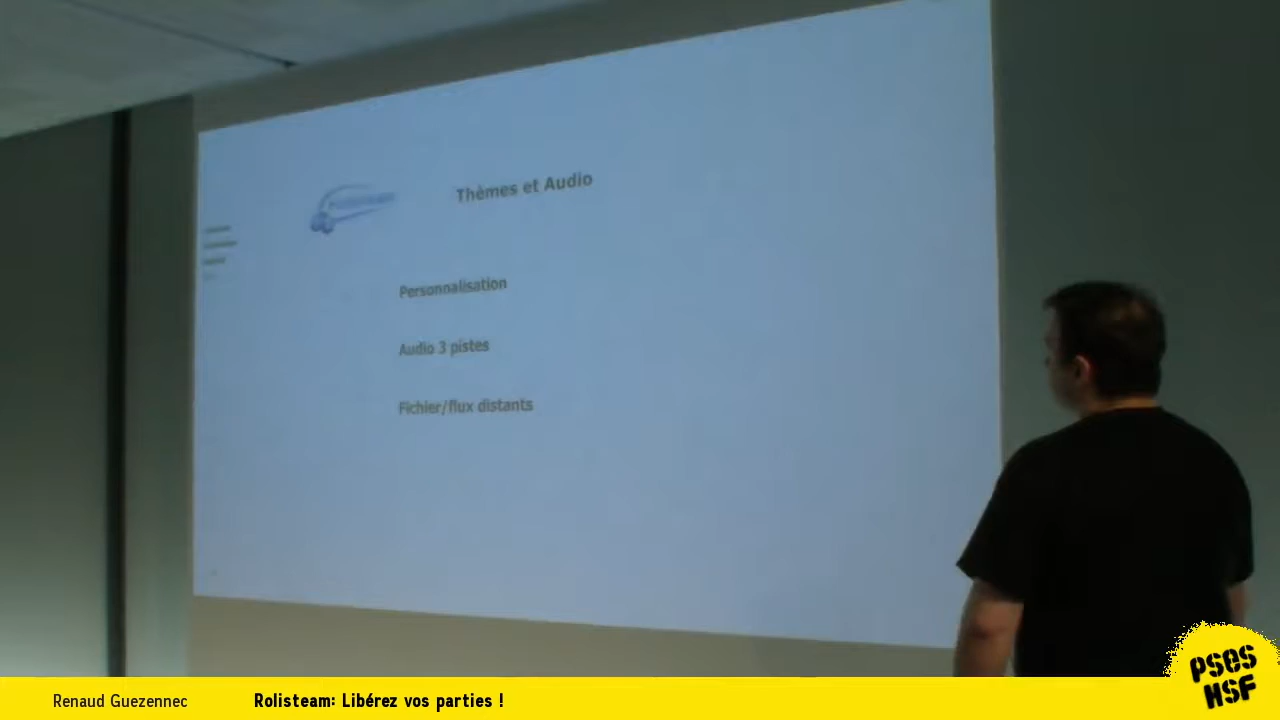 Thèmes et Audio
Personnalisation
Audio 3 pistes
Fichier/flux distants
Renaud Guezennec
Rolisteam: Libérez vos parties !
PSES
HSF